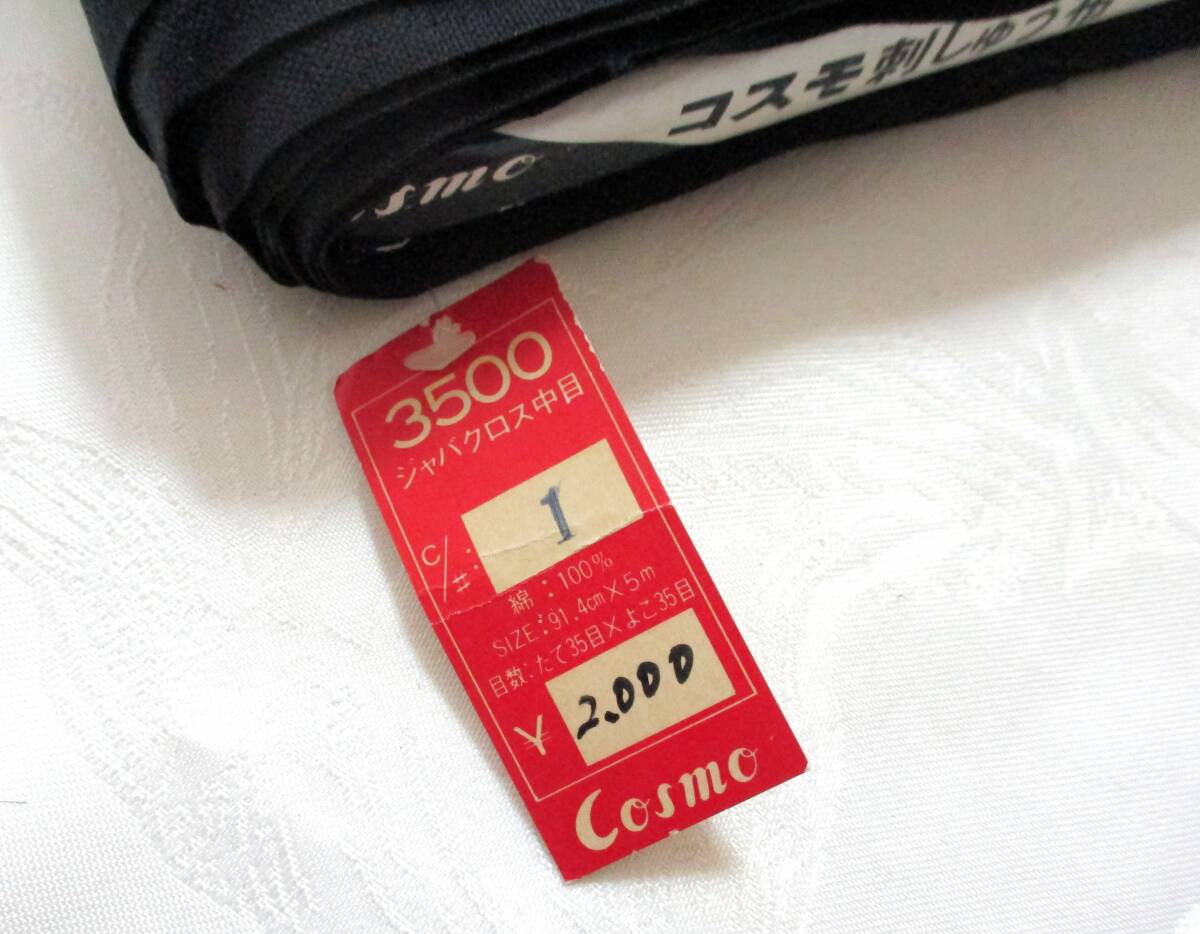 コスモ刺しゅう布
osmo
3500
ジャバクロス中目
C/#: 1
綿:100%
SIZE:91.4cm×5m
目数:たて35目×よこ35目
¥ 2.000
Cosmo